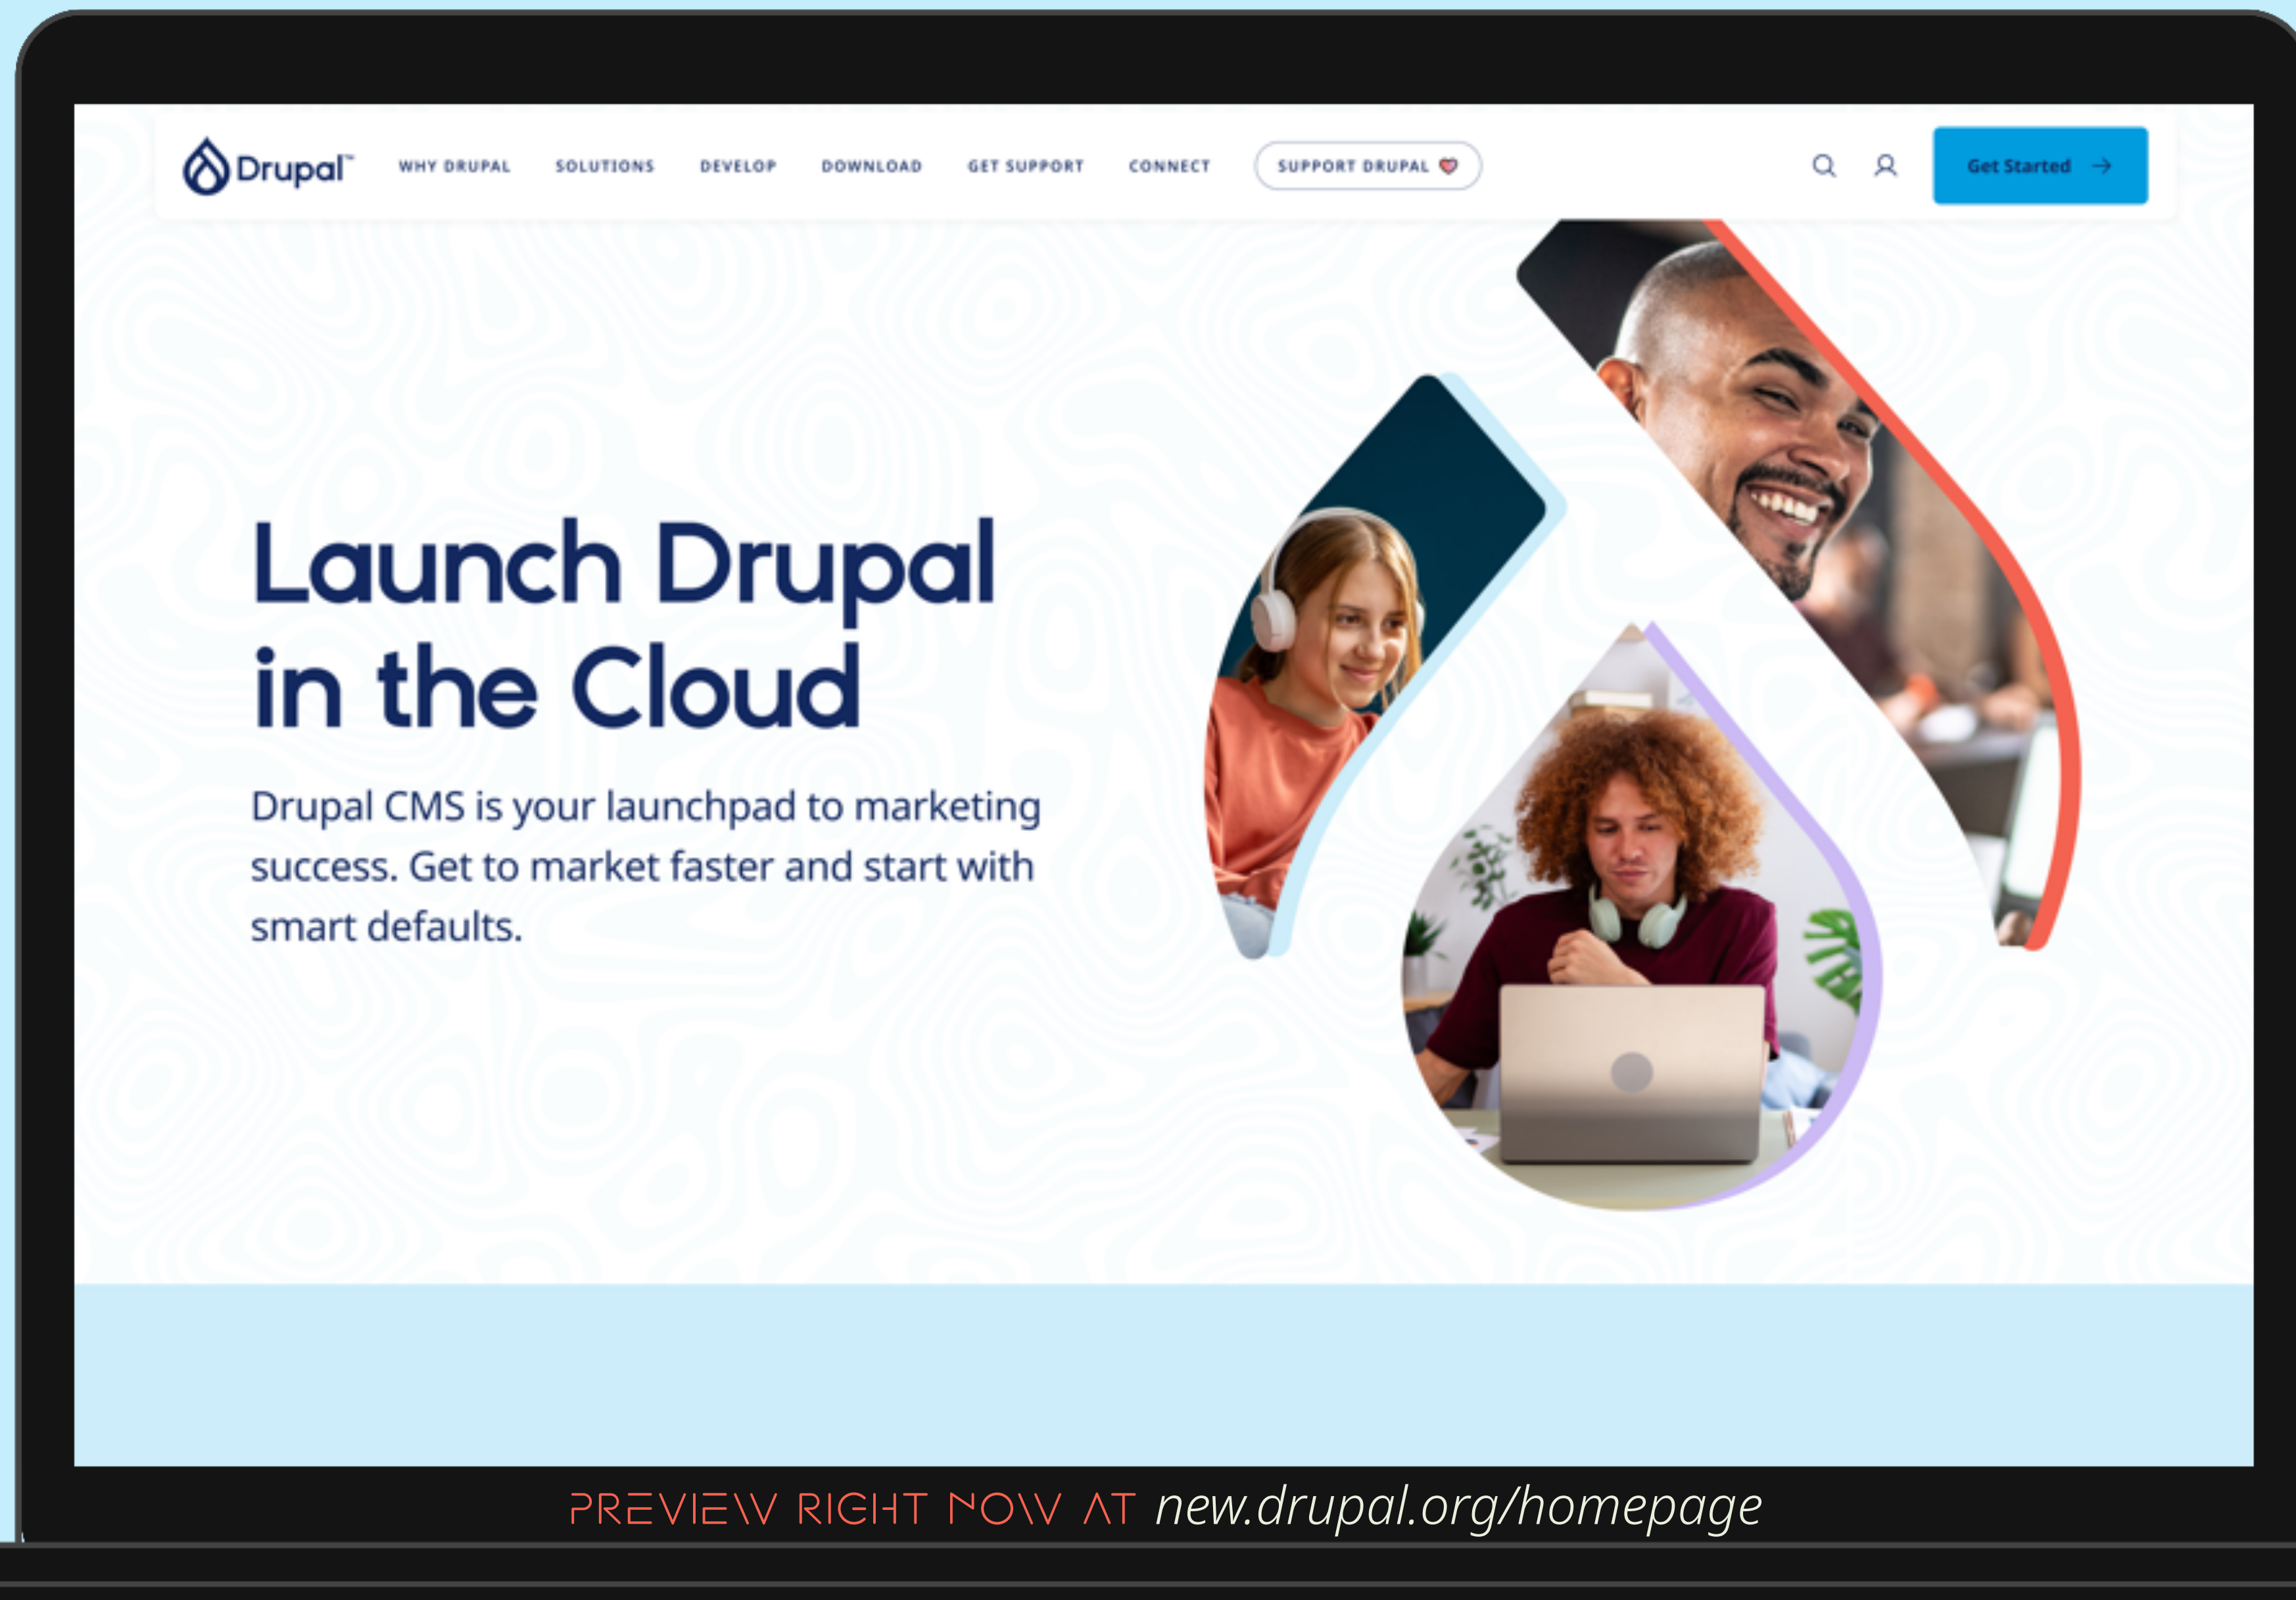 Drupal™ WHY DRUPAL SOLUTIONS DEVELOP DOWNLOAD GET SUPPORT CONNECT SUPPORT DRUPAL Get Started →
Launch Drupal
in the Cloud
Drupal CMS is your launchpad to marketing
success. Get to market faster and start with
smart defaults.
PREVIEW RIGHT NOW AT new.drupal.org/homepage